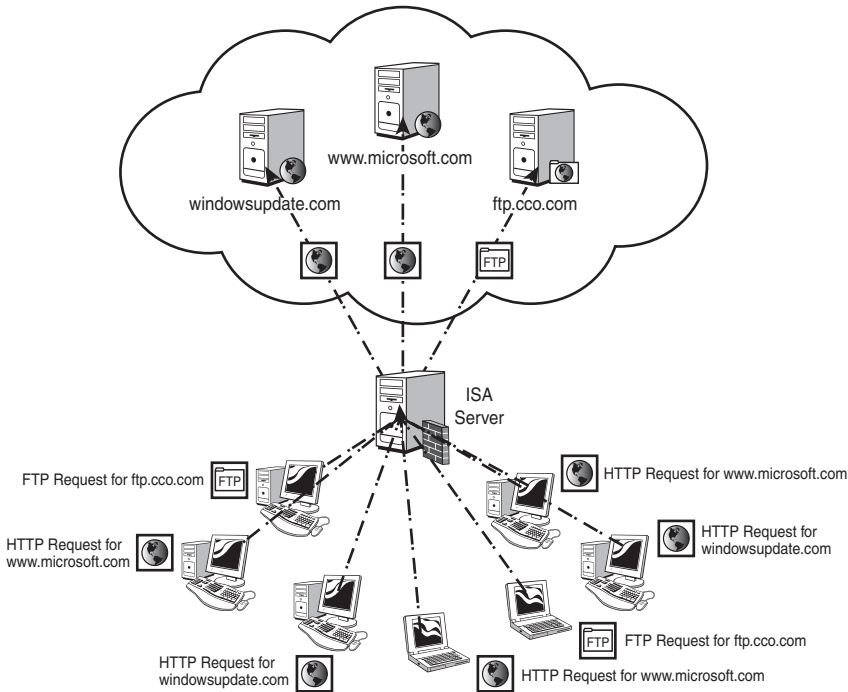 www.microsoft.com
windowsupdate.com
ftp.cco.com
FTP
ISA
Server
FTP Request for ftp.cco.com
FTP
HTTP Request for www.microsoft.com
HTTP Request for
www.microsoft.com
HTTP Request for
windowsupdate.com
FTP
FTP Request for ftp.cco.com
HTTP Request for
windowsupdate.com
HTTP Request for www.microsoft.com